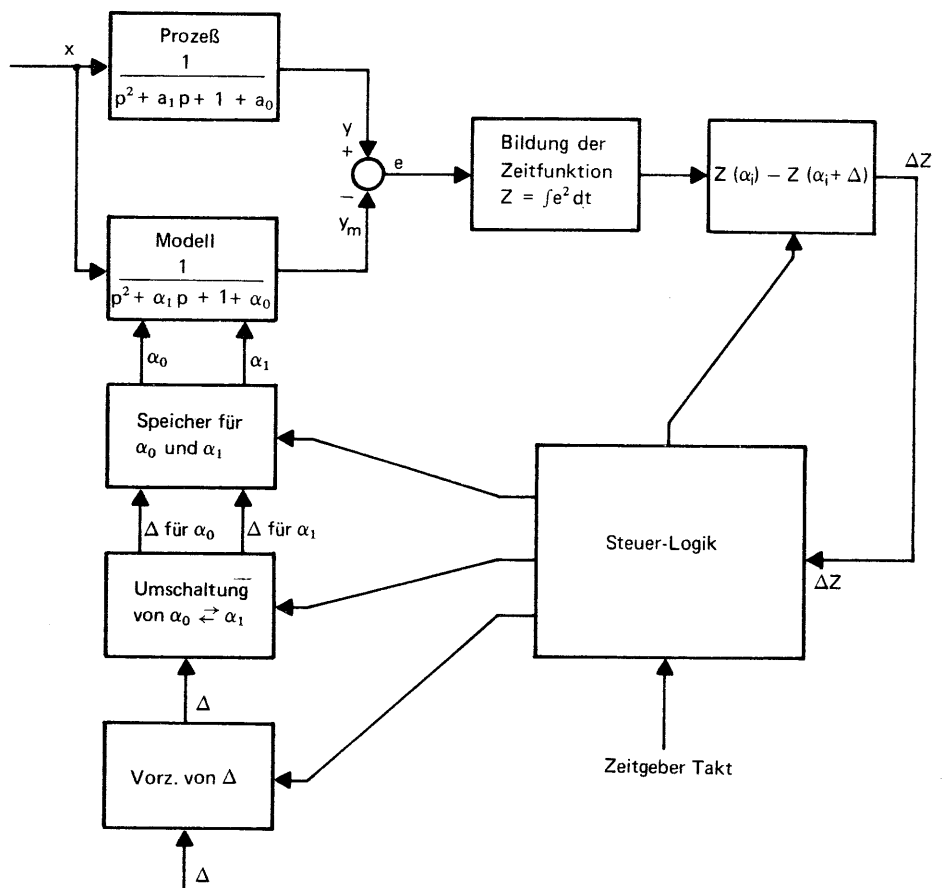 x
Prozeß
1
p² + a₁p + 1 + a₀
y
+
e
−
yₘ
Bildung der
Zeitfunktion
Z = ∫e² dt
Z (αᵢ) − Z (αᵢ + Δ)
ΔZ
Modell
1
p² + α₁p + 1 + α₀
α₀
α₁
Speicher für
α₀ und α₁
Δ für α₀
Δ für α₁
Umschaltung
von α₀ ⇄ α₁
Δ
Vorz. von Δ
Δ
Steuer-Logik
ΔZ
Zeitgeber Takt